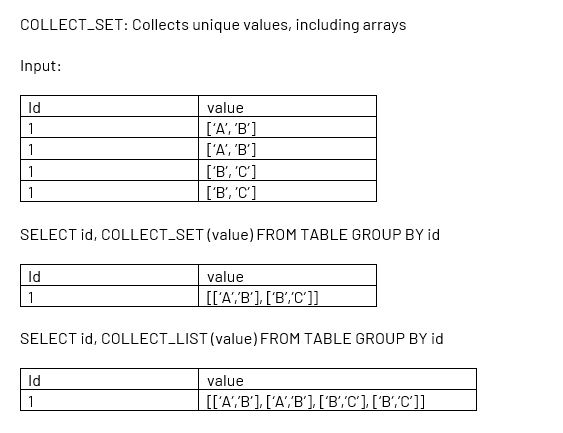 COLLECT_SET: Collects unique values, including arrays
Input:
Id value
1 ['A', 'B']
1 ['A', 'B']
1 ['B', 'C']
1 ['B', 'C']
SELECT id, COLLECT_SET (value) FROM TABLE GROUP BY id
Id value
1 [['A','B'], ['B','C']]
SELECT id, COLLECT_LIST (value) FROM TABLE GROUP BY id
Id value
1 [['A','B'], ['A','B'], ['B','C'], ['B','C']]